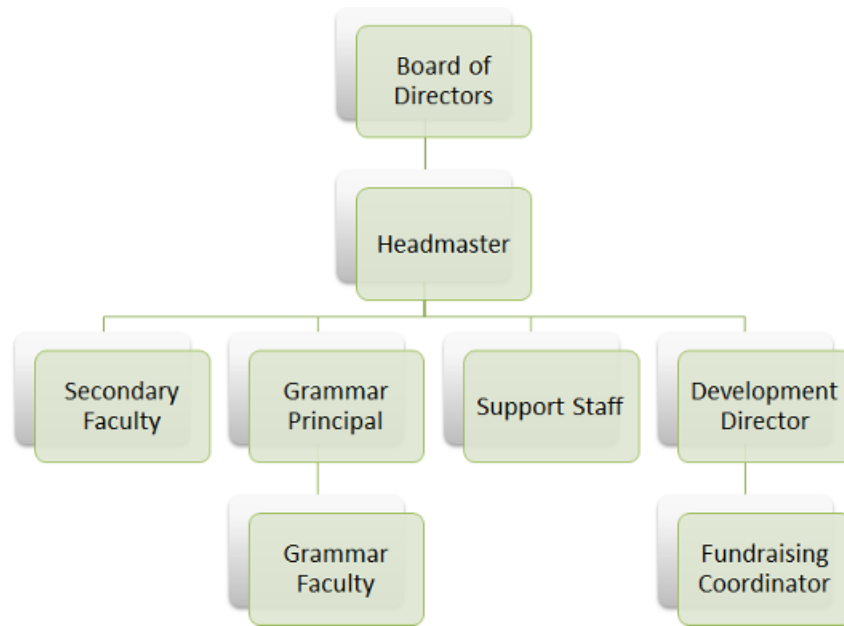 Board of
Directors
Headmaster
Secondary
Faculty
Grammar
Principal
Support Staff
Development
Director
Grammar
Faculty
Fundraising
Coordinator